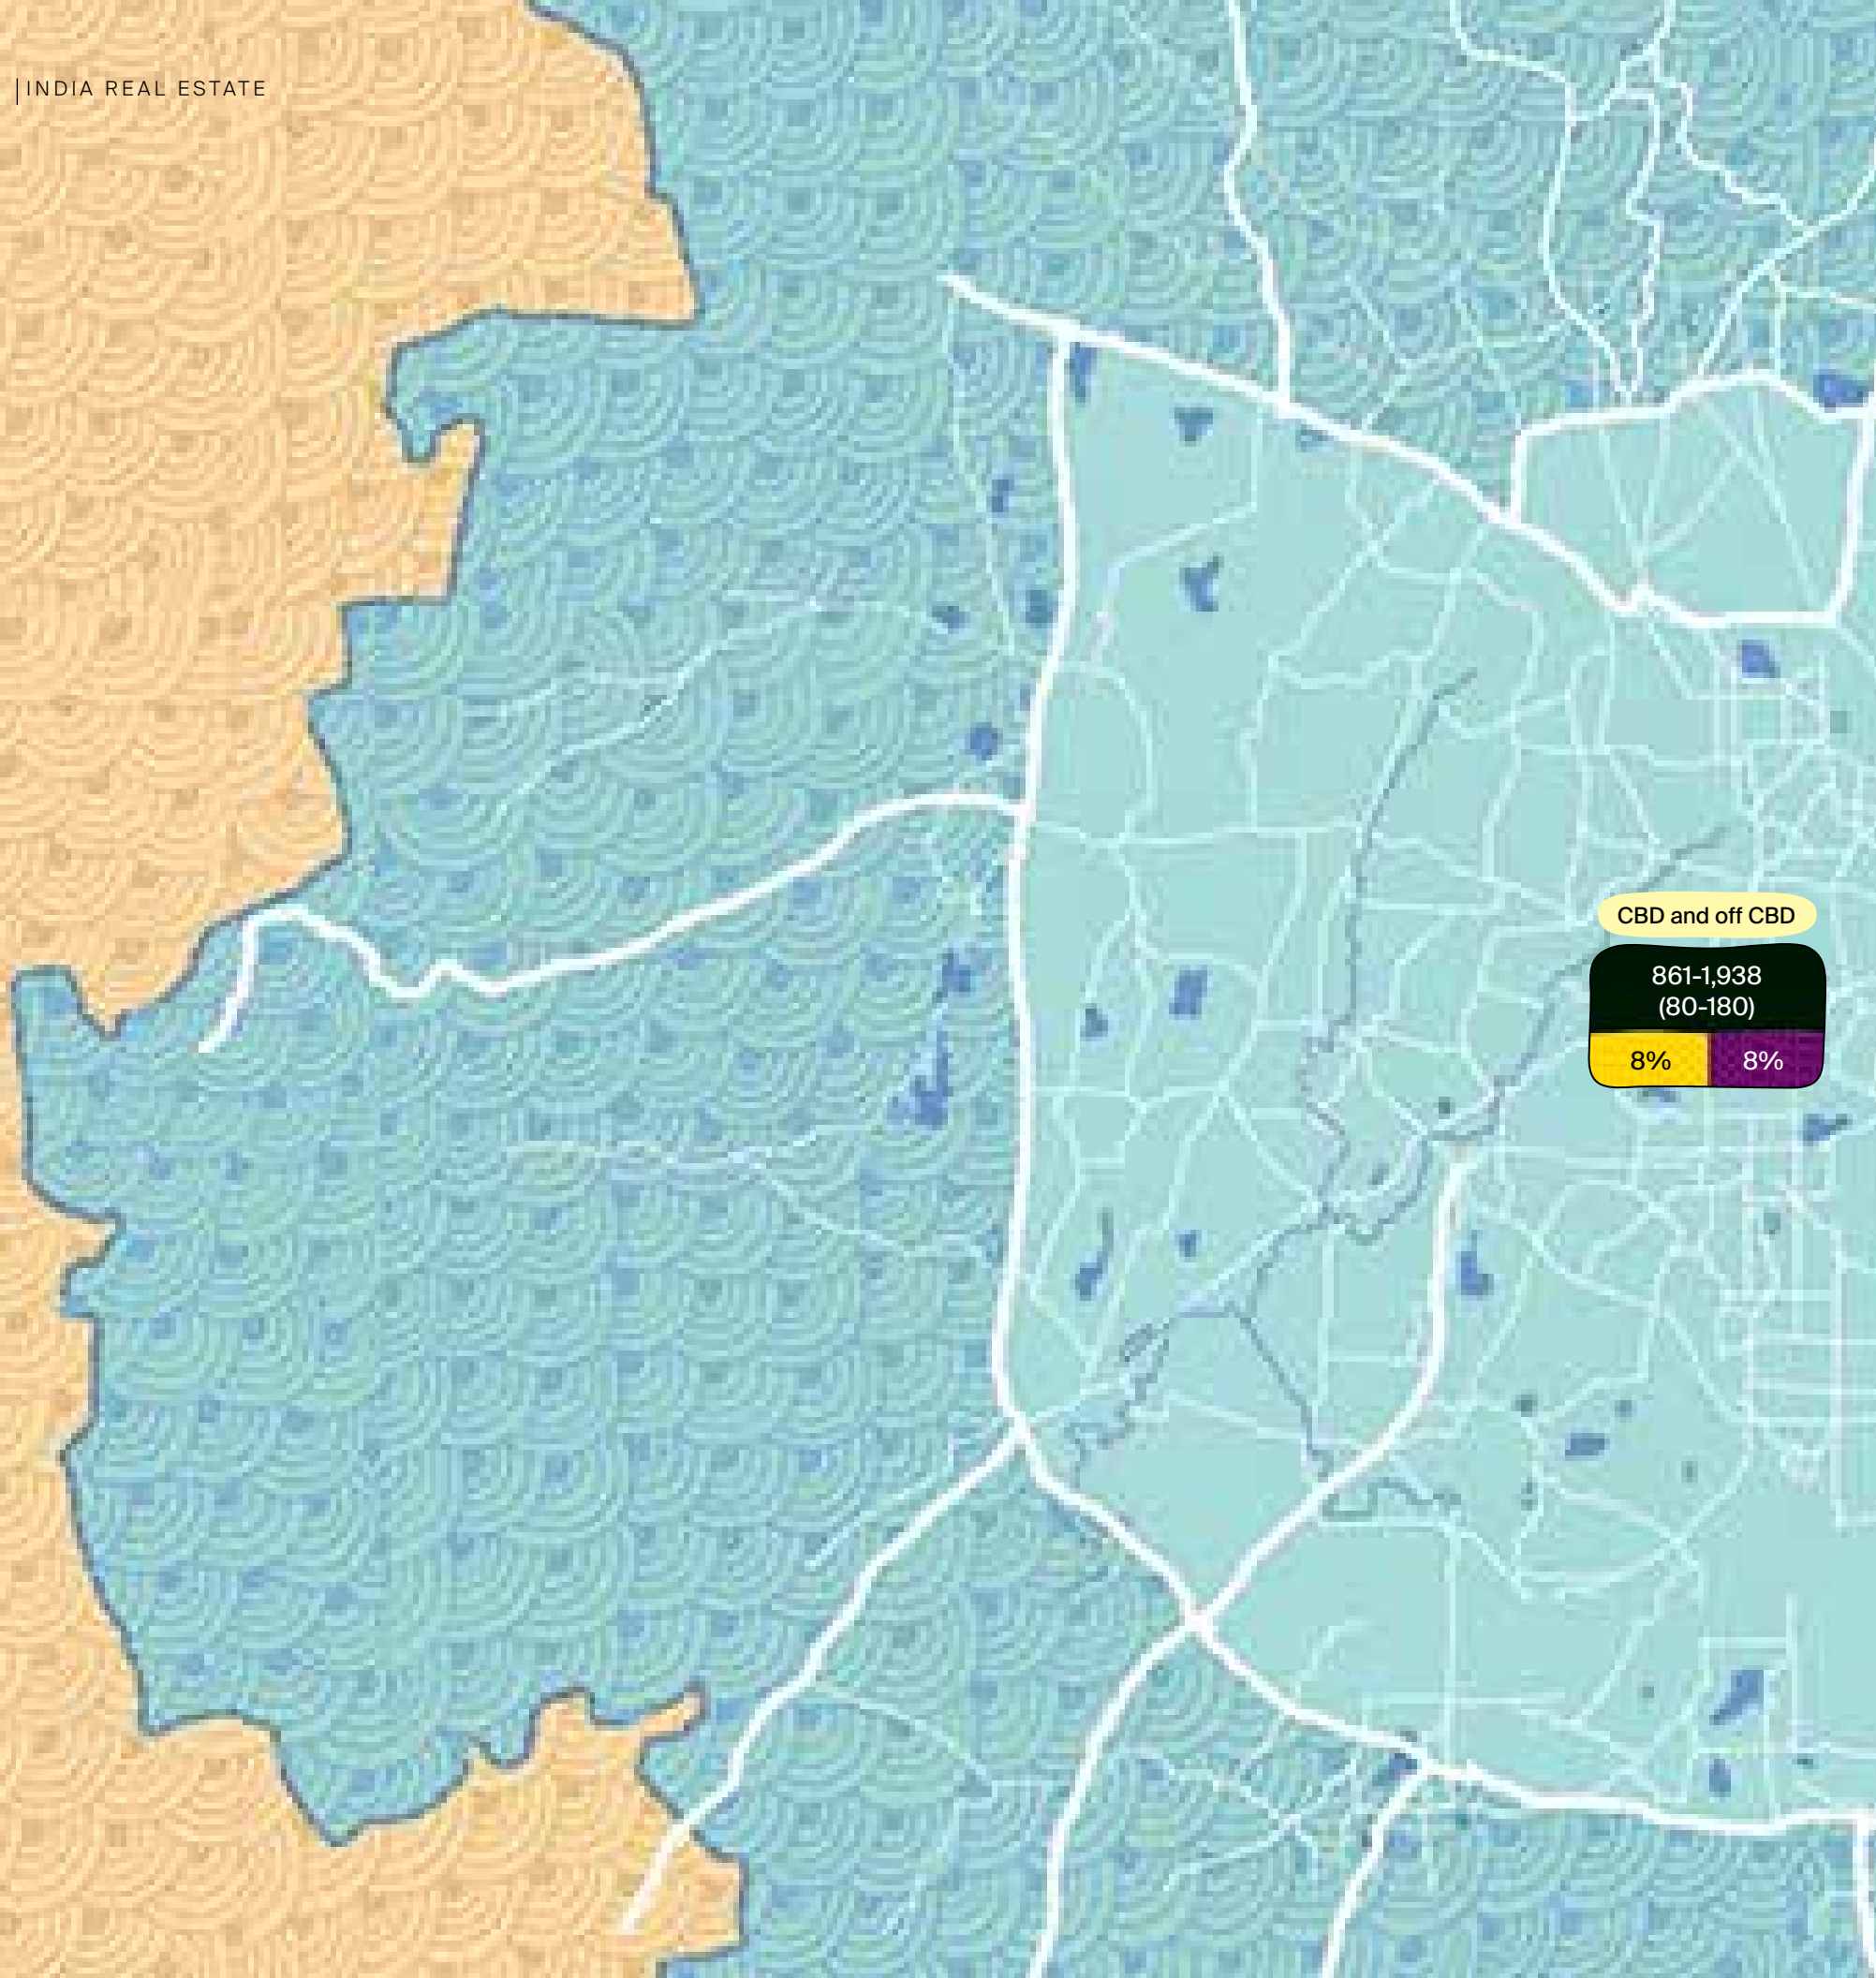 INDIA REAL ESTATE
CBD and off CBD
861-1,938
(80-180)
8% 8%